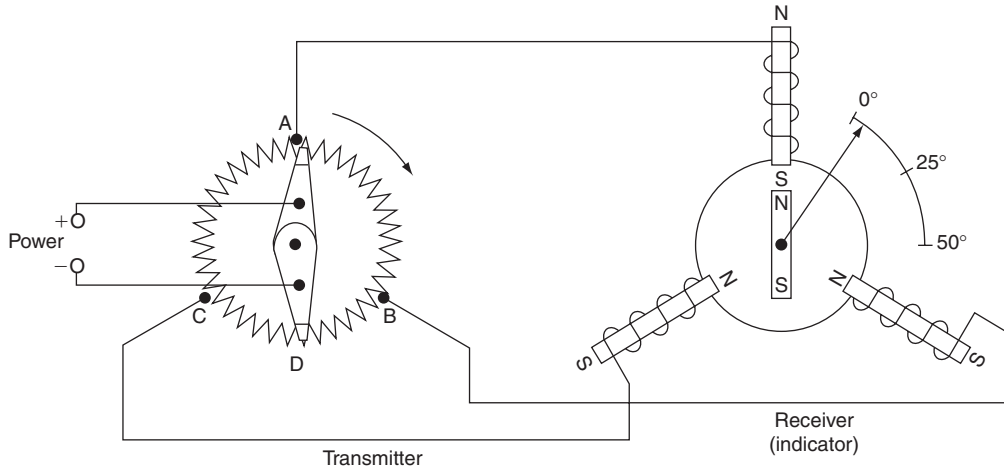 N
A
0°
25°
S
N
+O
Power
−O
50°
S
N
N
C
B
D
S
S
Receiver
(indicator)
Transmitter